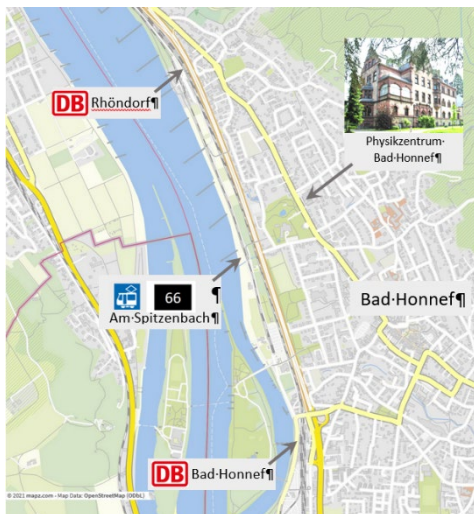 DB Rhöndorf¶
Physikzentrum·
Bad·Honnef¶
66 ¶
Am·Spitzenbach¶
Bad·Honnef¶
DB Bad·Honnef¶
© 2021 mapz.com - Map Data: OpenStreetMap (ODbL)